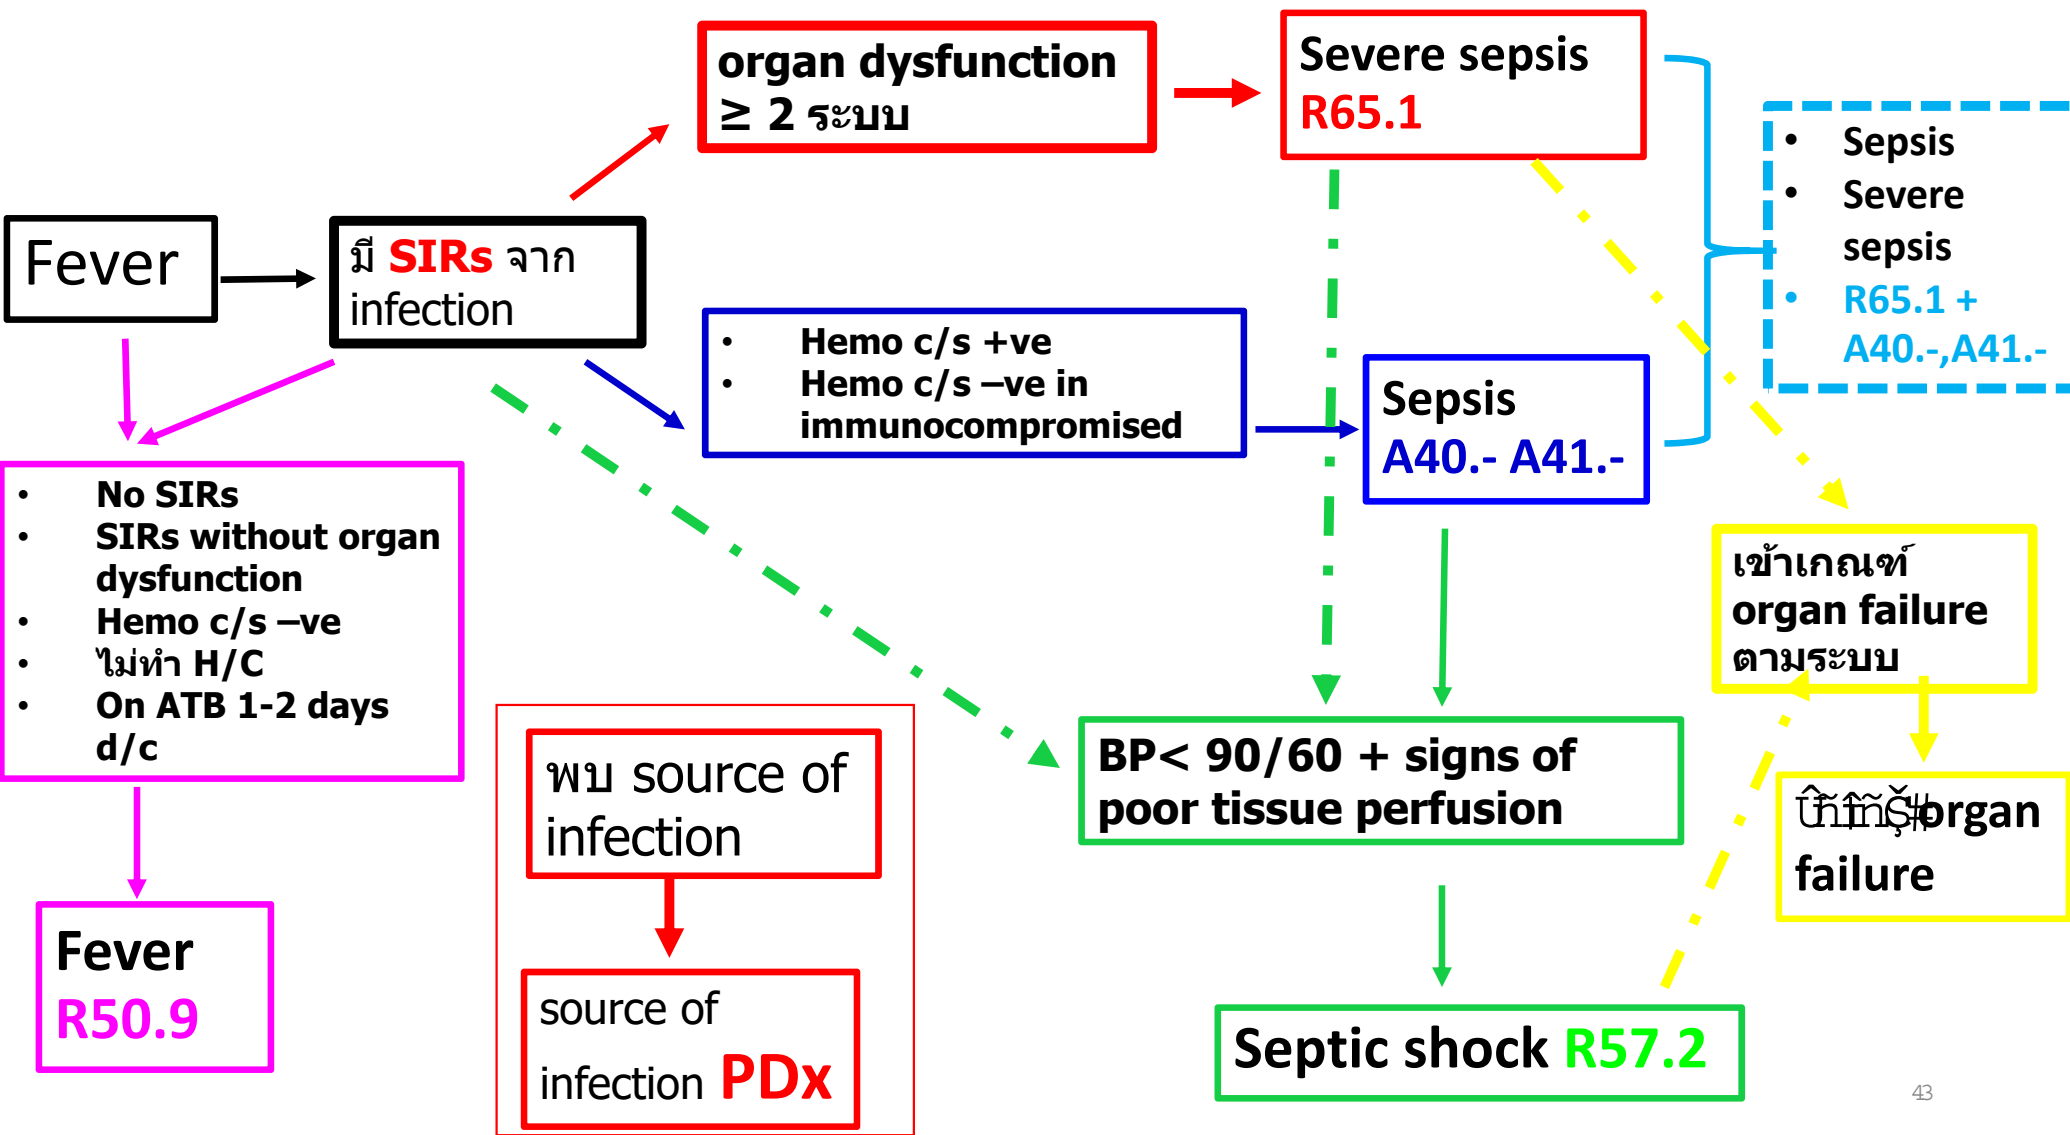 organ dysfunction
≥ 2 ระบบ
Severe sepsis
R65.1
• Sepsis
• Severe
sepsis
• R65.1 +
A40.-,A41.-
Fever
มี SIRs จาก
infection
• Hemo c/s +ve
• Hemo c/s –ve in
immunocompromised
Sepsis
A40.- A41.-
• No SIRs
• SIRs without organ
dysfunction
• Hemo c/s –ve
• ไม่ทำ H/C
• On ATB 1-2 days
d/c
เข้าเกณฑ์
organ failure
ตามระบบ
พบ source of
infection
BP< 90/60 + signs of
poor tissue perfusion
organ
failure
Fever
R50.9
source of
infection PDx
Septic shock R57.2
43